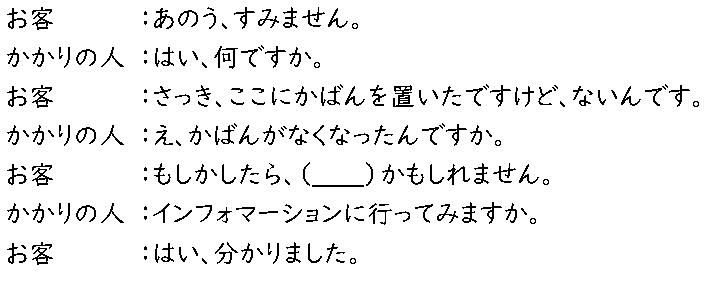 お客　　　：あのう、すみません。
かかりの人：はい、何ですか。
お客　　　：さっき、ここにかばんを置いたですけど、ないんです。
かかりの人：え、かばんがなくなったんですか。
お客　　　：もしかしたら、（____）かもしれません。
かかりの人：インフォマーションに行ってみますか。
お客　　　：はい、分かりました。